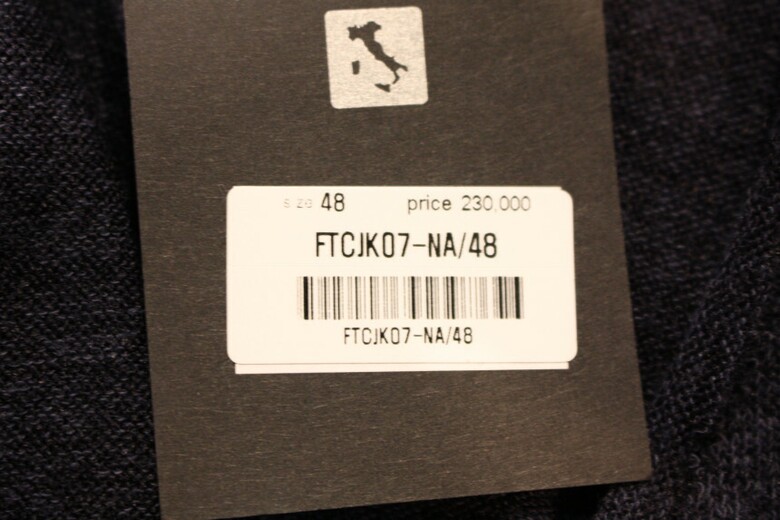 size 48 price 230,000
FTCJK07-NA/48
FTCJK07-NA/48